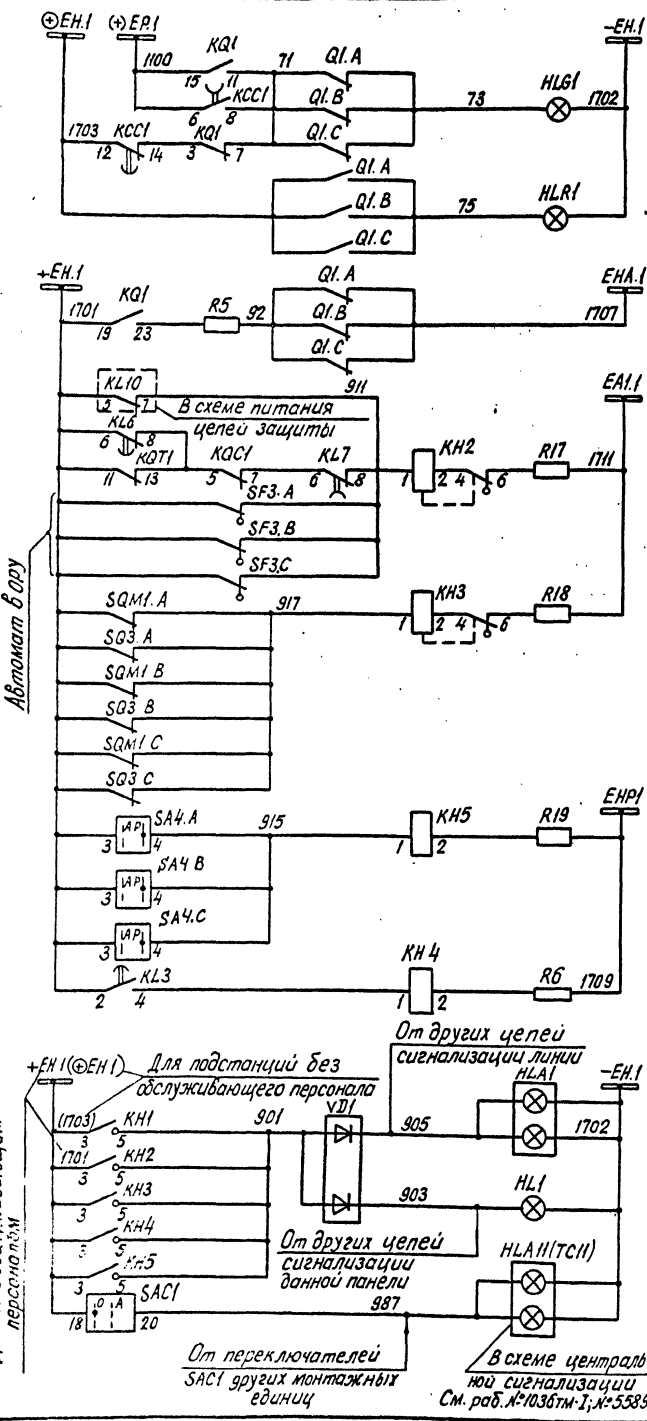 ⊕EH.1
(+)EP.1
-EH.1
1100
KQ1
15
11
71
Q1.A
KCC1
6
8
Q1.B
73
HLG1
1702
1703
KCC1
12
14
KQ1
3
7
Q1.C
Q1.A
Q1.B
75
HLR1
Q1.C
+EH.1
EHA.1
1701
KQ1
19
23
R5
92
Q1.A
Q1.B
Q1.C
1707
911
EA1.1
KL10
5
7
В схеме питания
цепей защиты
KL6
6
8
KQT1
11
13
KQC1
5
7
KL7
6
8
KH2
1
2
4
6
R17
1711
SF3.A
SF3.B
SF3.C
Автомат в ОРУ
SQM1.A
917
KH3
1
2
4
6
R18
SQ3.A
SQM1 B
SQ3 B
SQM1 C
SQ3 C
EHP1
SA4.A
3
4
915
KH5
1
2
R19
SA4 B
3
4
SA4.C
3
4
KL3
2
4
KH4
1
2
R6
1709
От других цепей
сигнализации линии
+EH1(⊕EH1)
Для подстанций без
обслуживающего персонала
-EH.1
(1703)
3
5
KH1
901
VD1
905
HLA1
1702
1701
3
5
KH2
3
5
KH3
903
HL1
3
5
KH4
От других цепей
сигнализации
данной панели
3
5
KH5
HLA11(TC11)
SAC1
O
A
18
20
987
персоналом
От переключателей
SAC1 других монтажных
единиц
В схеме централь
ной сигнализации